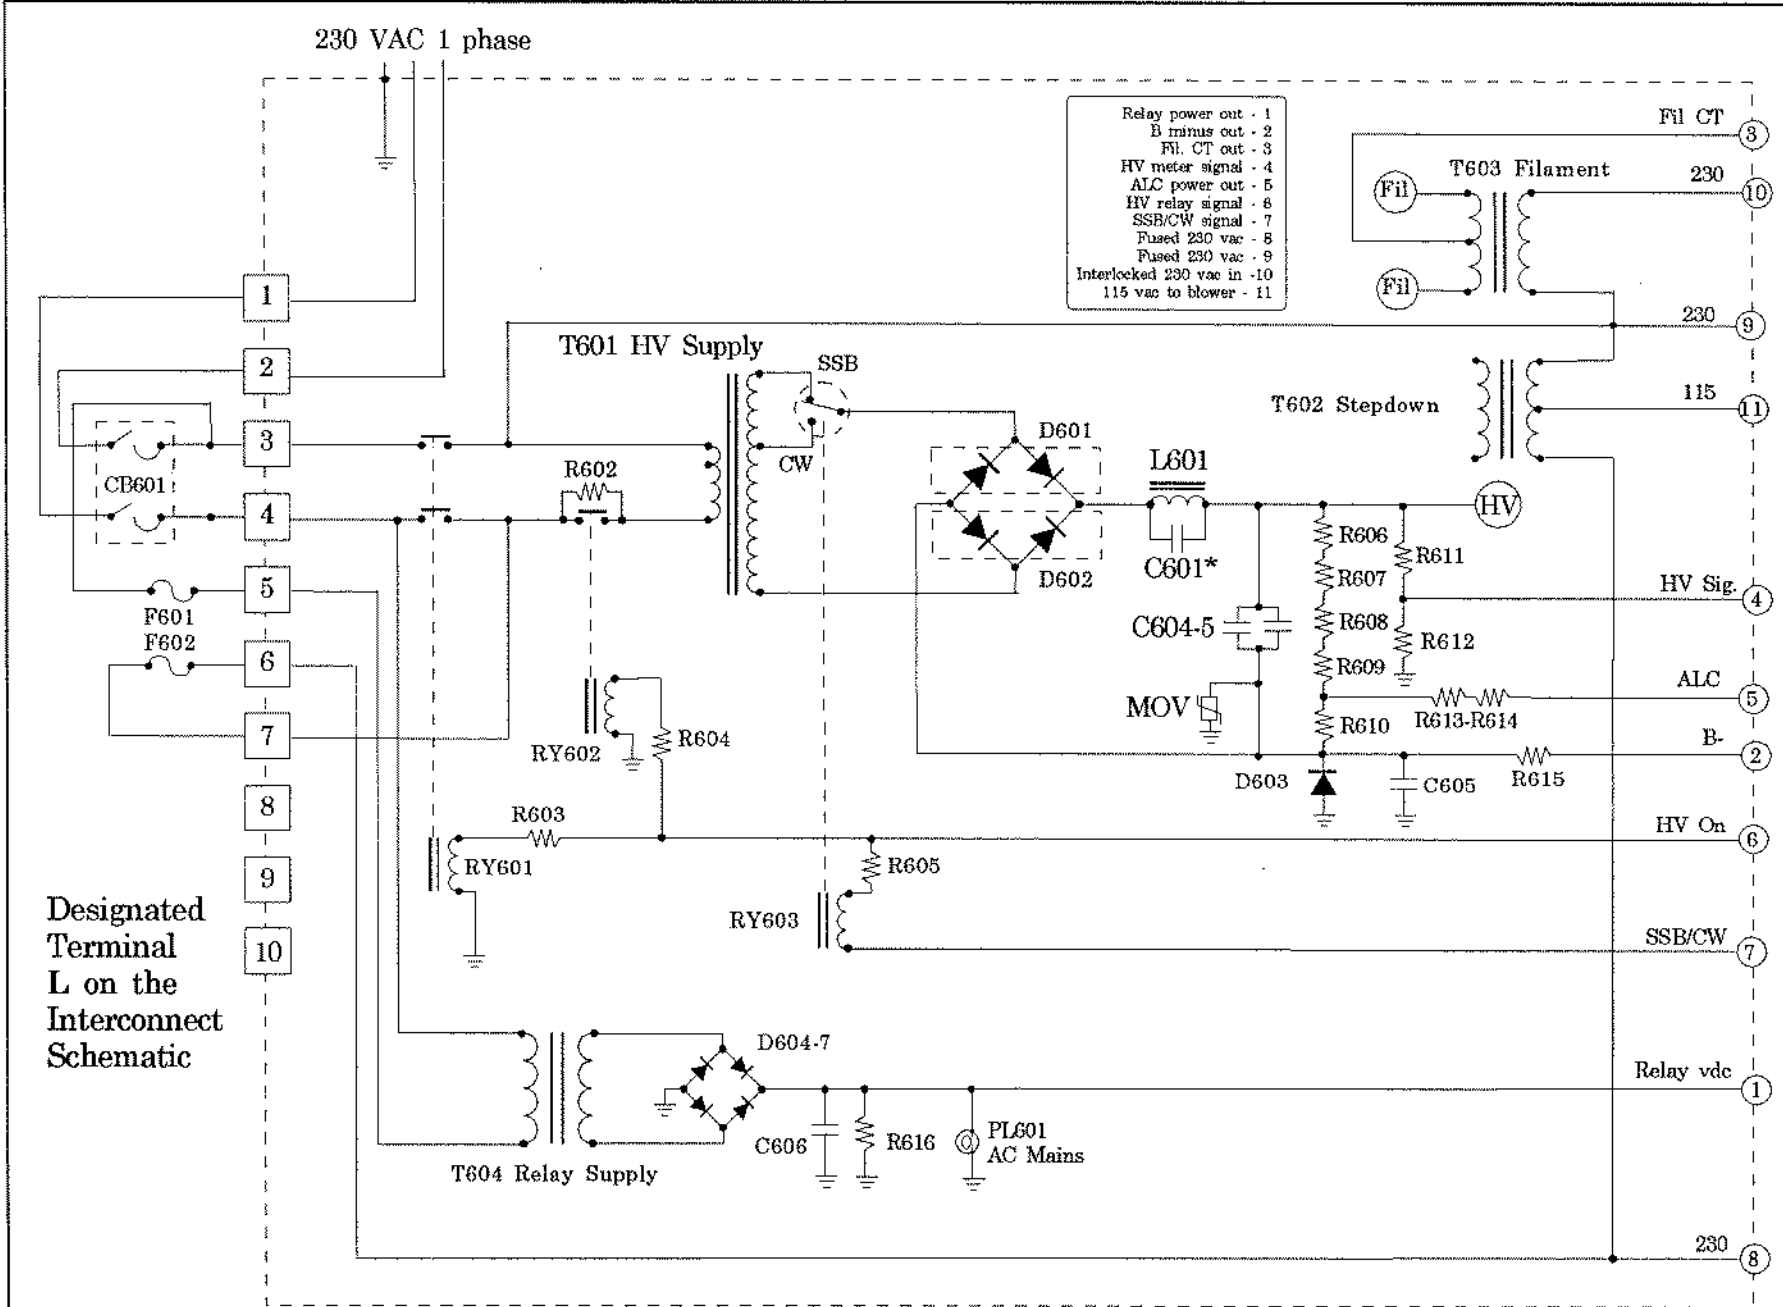 230 VAC 1 phase
Relay power out - 1
B minus out - 2
Fil. CT out - 3
HV meter signal - 4
ALC power out - 5
HV relay signal - 6
SSB/CW signal - 7
Fused 230 vac - 8
Fused 230 vac - 9
Interlocked 230 vac in -10
115 vac to blower - 11
Fil CT
3
T603 Filament
230
10
Fil
Fil
230
9
1
2
3
4
5
6
7
8
9
10
T601 HV Supply
SSB
CW
T602 Stepdown
115
11
CB601
R602
D601
D602
L601
C601*
HV
R606
R607
R608
R609
R610
R611
R612
HV Sig.
4
F601
F602
C604-5
MOV
ALC
5
R613-R614
B-
2
R615
D603
C605
RY602
R604
R603
RY601
HV On
6
R605
RY603
SSB/CW
7
Designated
Terminal
L on the
Interconnect
Schematic
D604-7
Relay vdc
1
C606
R616
PL601
AC Mains
T604 Relay Supply
230
8